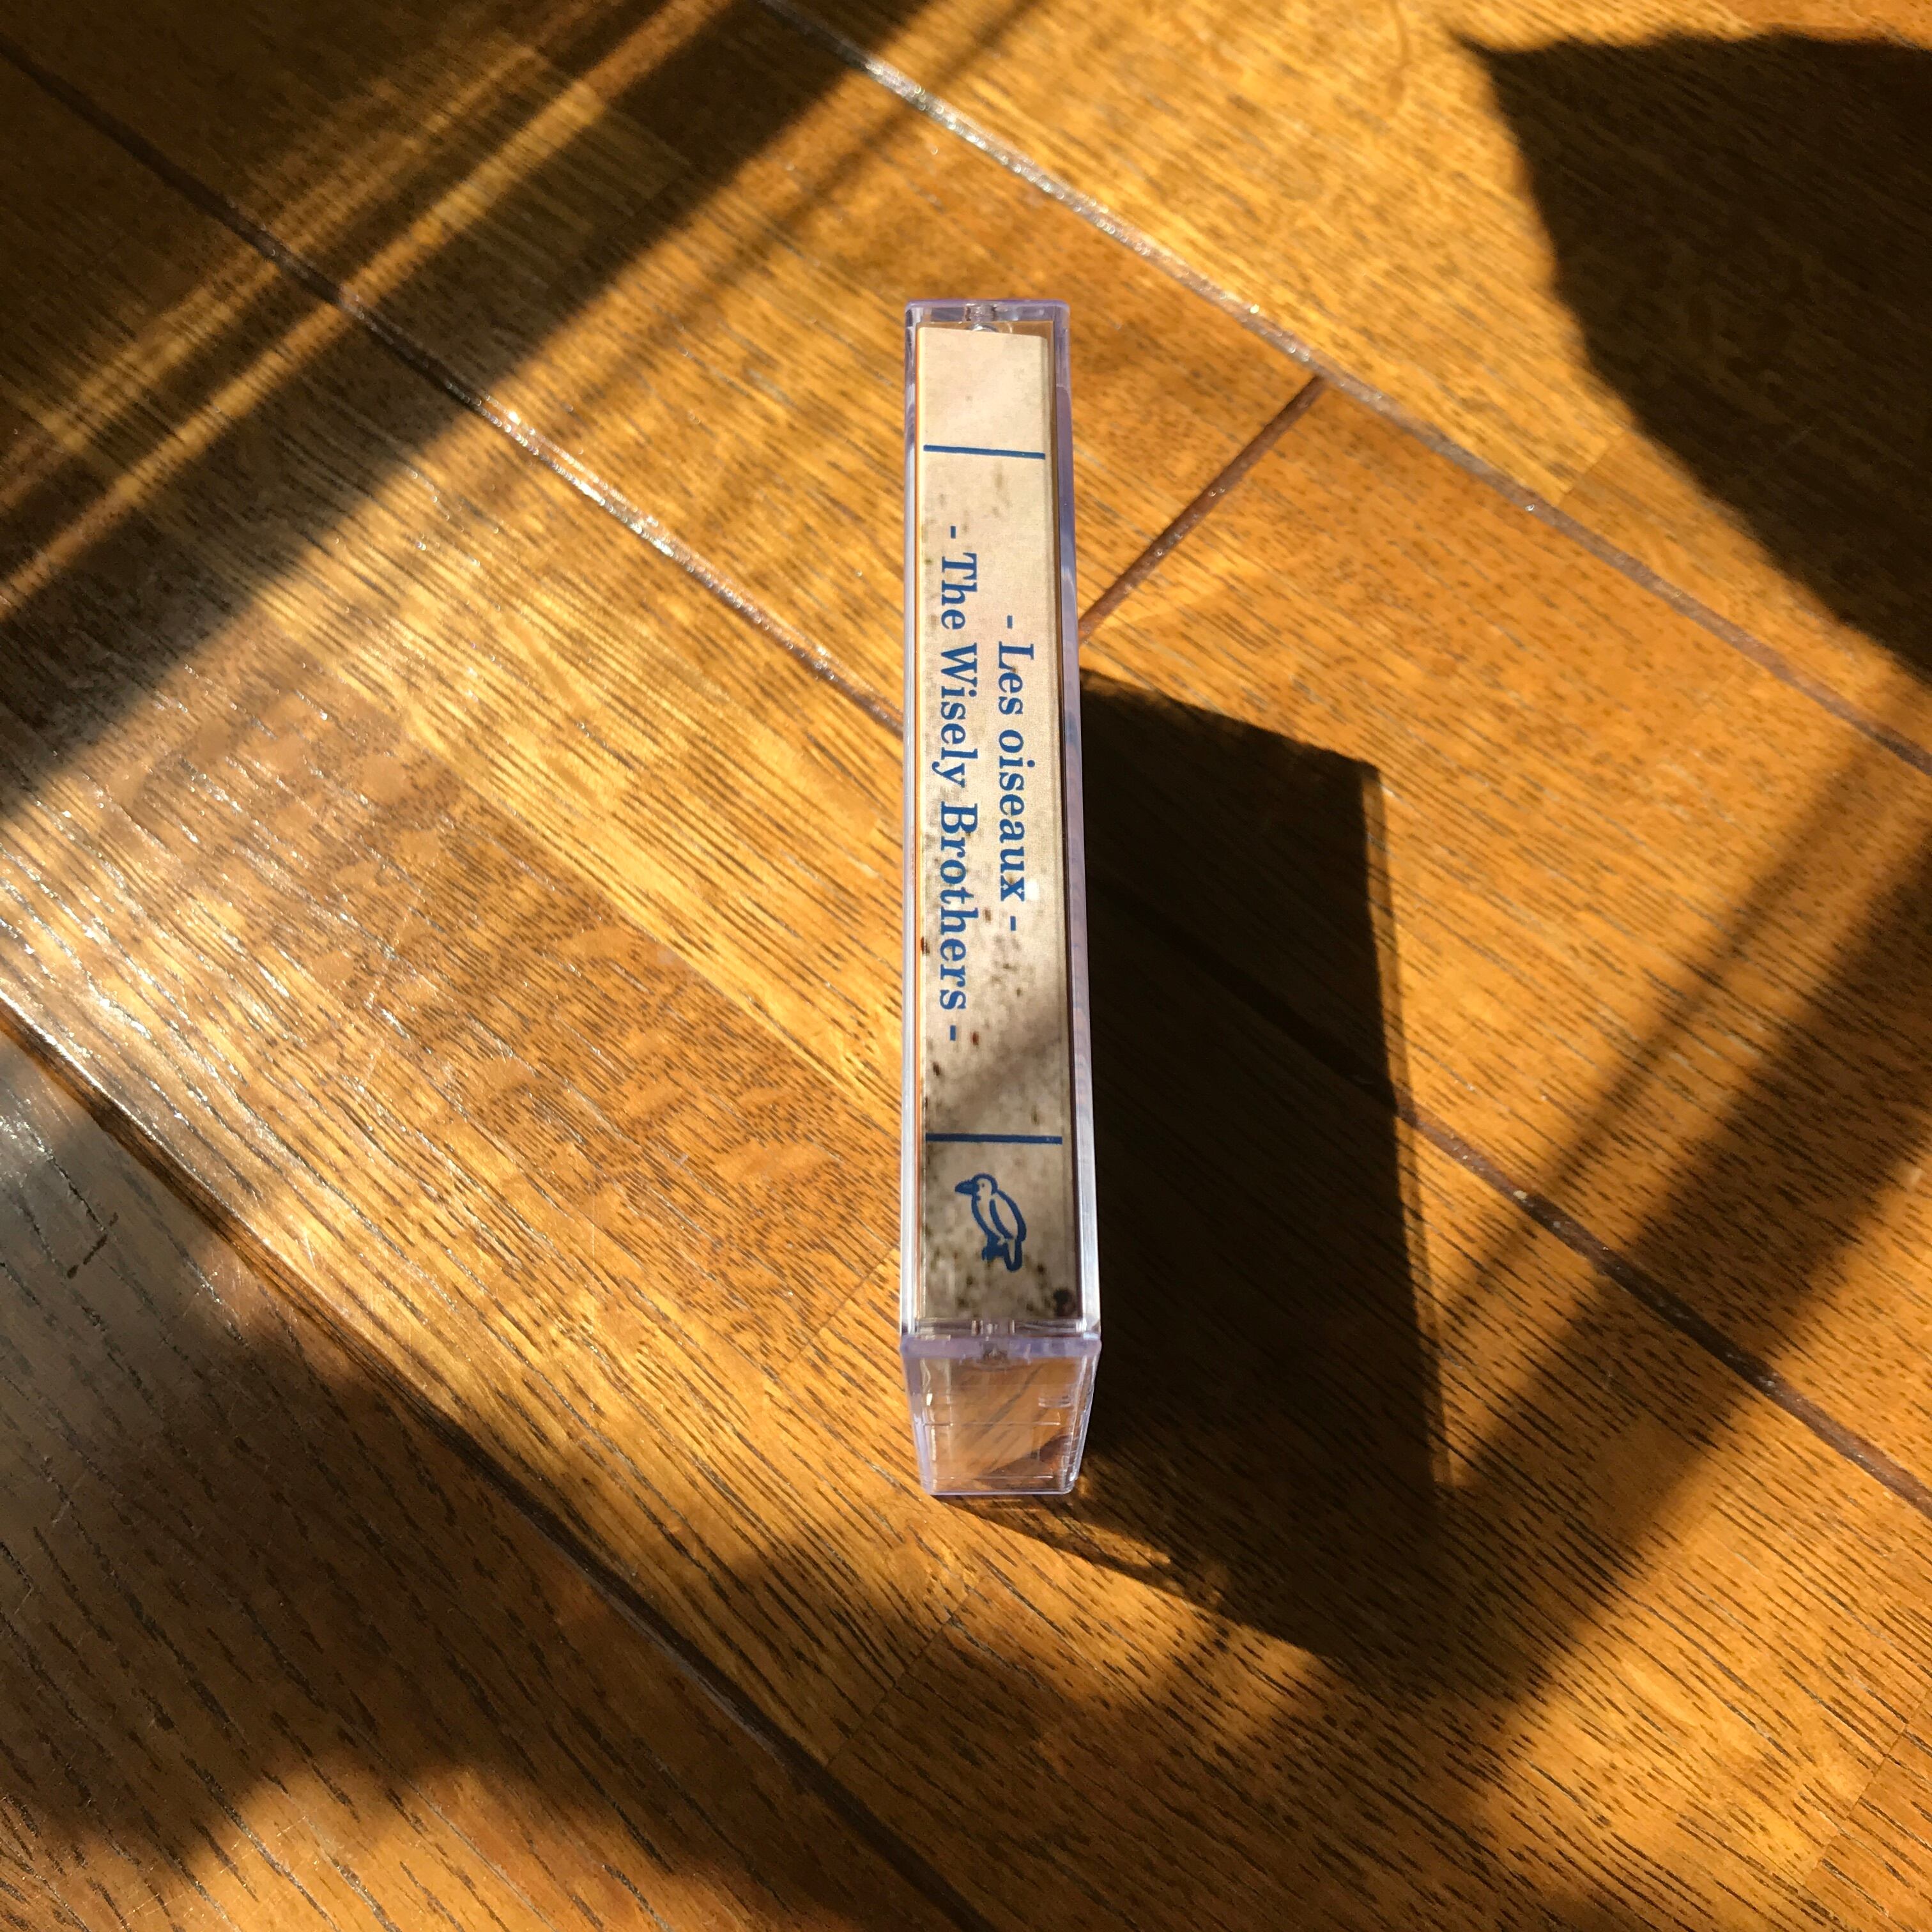 - Les oiseaux -
- The Wisely Brothers -